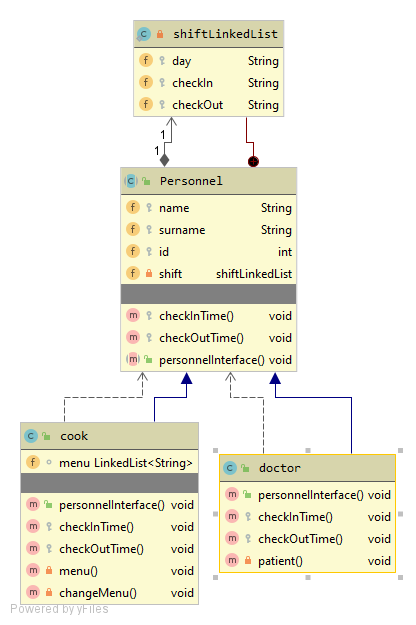 shiftLinkedList
day String
checkIn String
checkOut String
1
1
Personnel
name String
surname String
id int
shift shiftLinkedList
checkInTime() void
checkOutTime() void
personnelInterface() void
cook
menu LinkedList<String>
personnelInterface() void
checkInTime() void
checkOutTime() void
menu() void
changeMenu() void
doctor
personnelInterface() void
checkInTime() void
checkOutTime() void
patient() void
Powered by yFiles